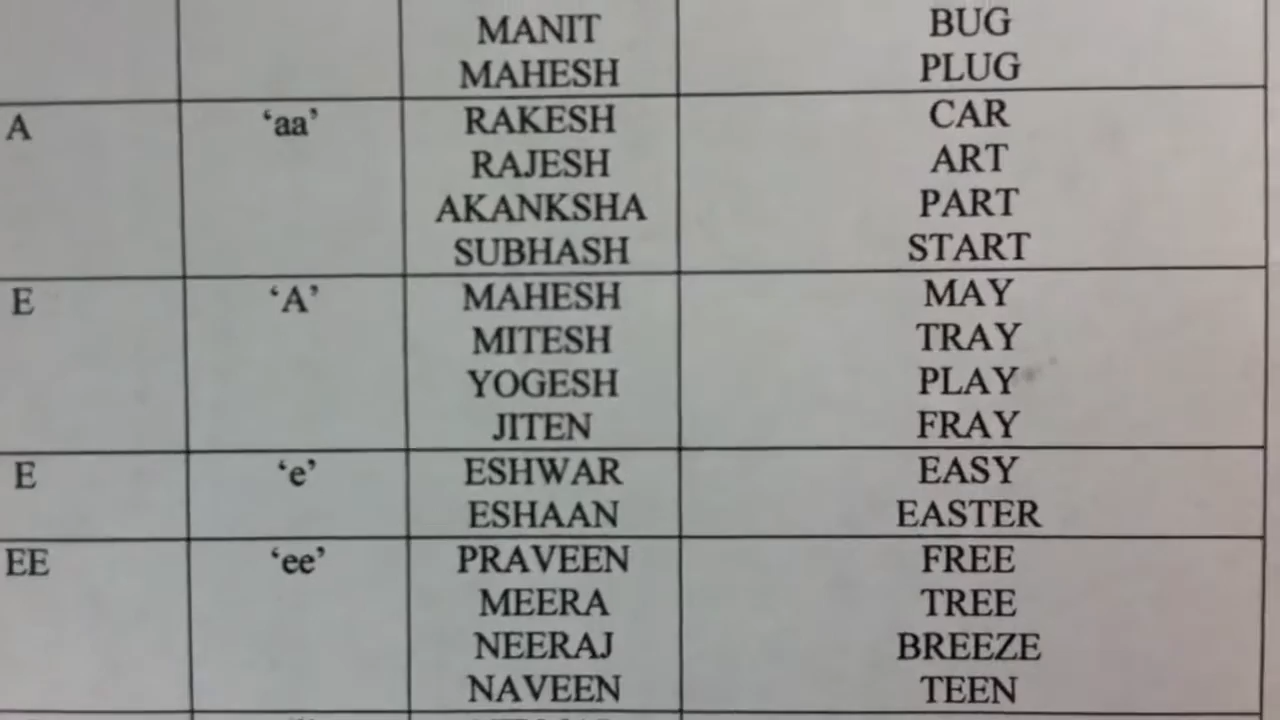 MANIT BUG
MAHESH PLUG
A ‘aa’ RAKESH CAR
RAJESH ART
AKANKSHA PART
SUBHASH START
E ‘A’ MAHESH MAY
MITESH TRAY
YOGESH PLAY
JITEN FRAY
E ‘e’ ESHWAR EASY
ESHAAN EASTER
EE ‘ee’ PRAVEEN FREE
MEERA TREE
NEERAJ BREEZE
NAVEEN TEEN